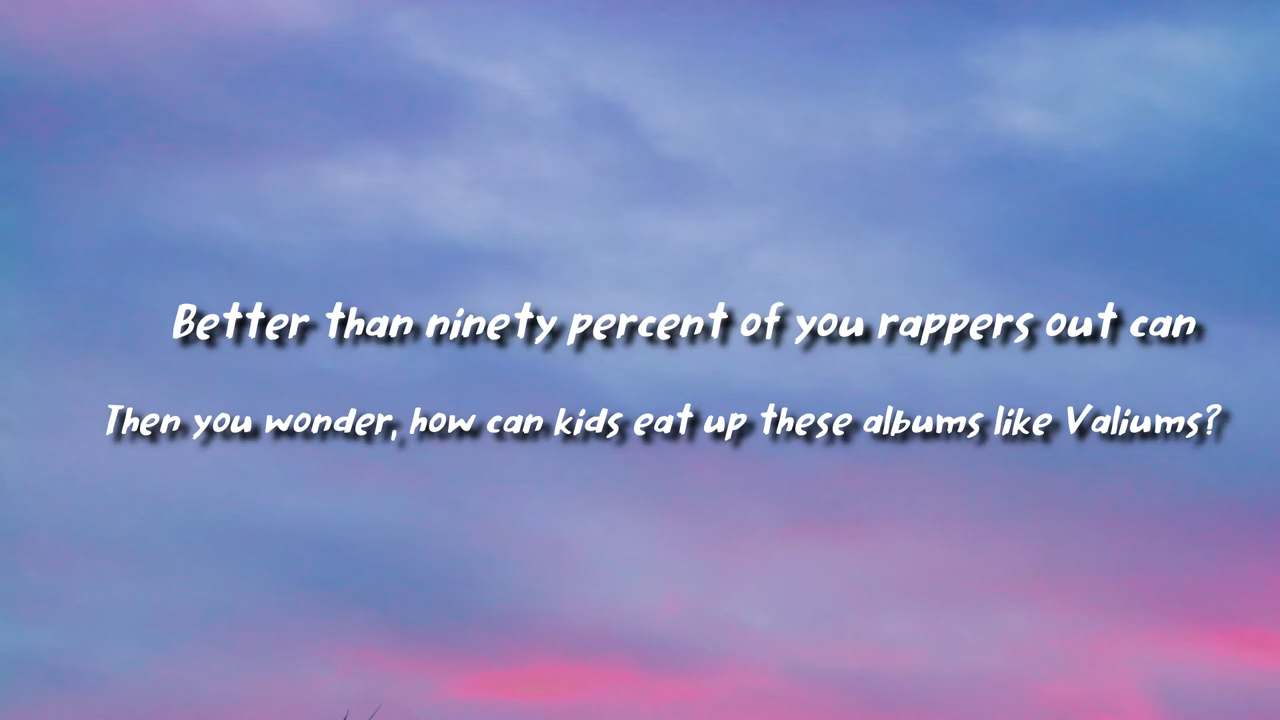 Better than ninety percent of you rappers out can
Then you wonder, how can kids eat up these albums like Valiums?